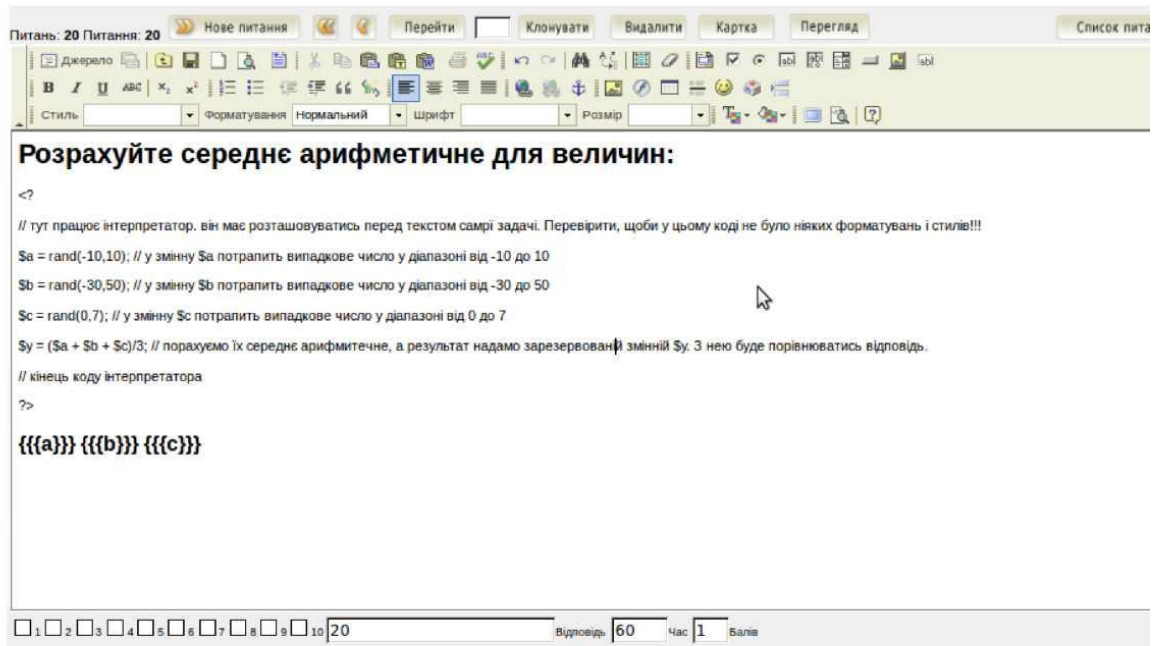 Питань: 20 Питання: 20 Нове питання Перейти Клонувати Видалити Картка Перегляд Список пита
Джерело
B I U ABC x₂ x²
Стиль Форматування Нормальний Шрифт Розмір
Розрахуйте середнє арифметичне для величин:
<?
// тут працює інтерпретатор. він має розташовуватись перед текстом самрї задачі. Перевірити, щоби у цьому коді не було ніяких форматувань і стилів!!!
$a = rand(-10,10); // у змінну $a потрапить випадкове число у діапазоні від -10 до 10
$b = rand(-30,50); // у змінну $b потрапить випадкове число у діапазоні від -30 до 50
$c = rand(0,7); // у змінну $c потрапить випадкове число у діапазоні від 0 до 7
$y = ($a + $b + $c)/3; // порахуємо їх середнє арифмитечне, а результат надамо зарезервованій змінній $y. З нею буде порівнюватись відповідь.
// кінець коду інтерпретатора
?>
{{{a}}} {{{b}}} {{{c}}}
1 2 3 4 5 6 7 8 9 10 20 Відповідь 60 Час 1 Балів